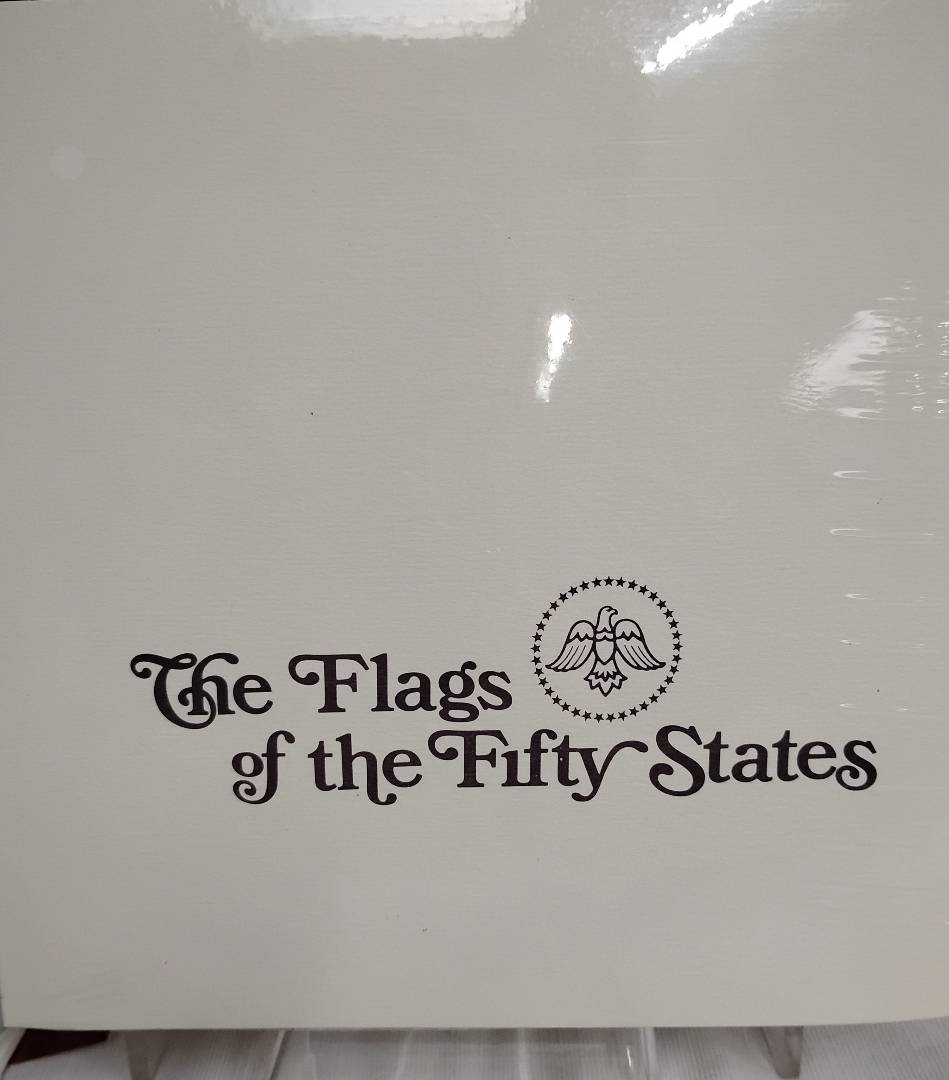 The Flags
of the Fifty States